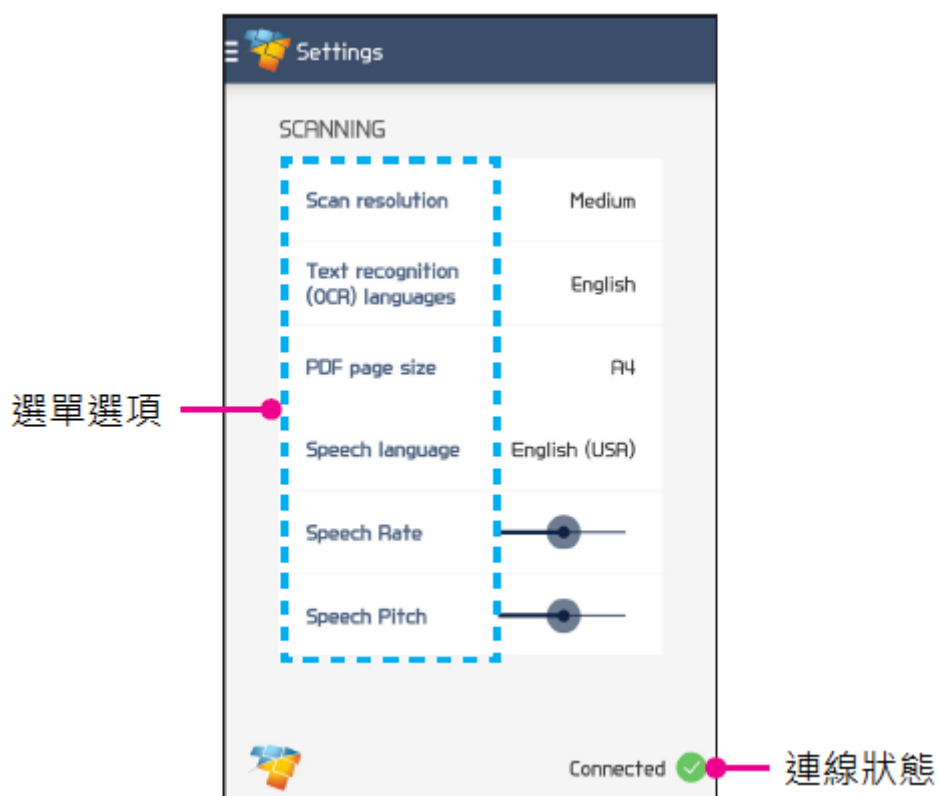 Settings
SCANNING
Scan resolution Medium
Text recognition
(OCR) languages English
PDF page size A4
選單選項
Speech language English (USA)
Speech Rate
Speech Pitch
Connected 連線狀態